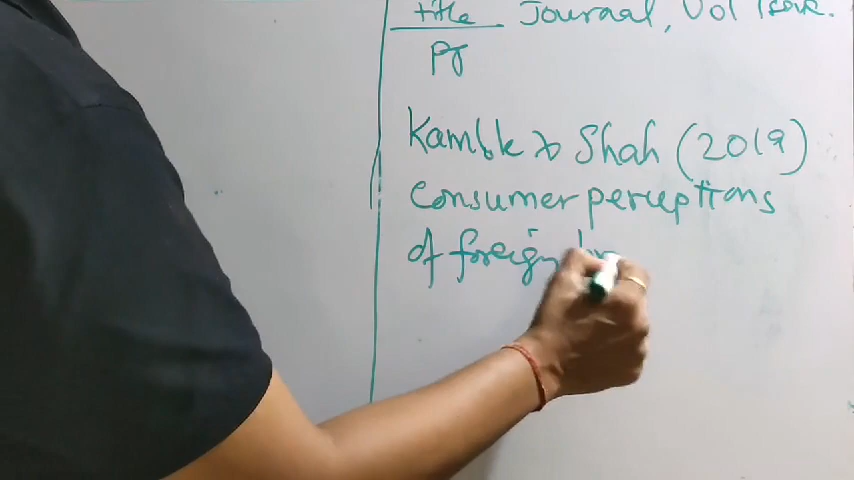 title Journal, Vol Issue.
pg
Kamble & Shah (2019)
Consumer perceptions
of foreign